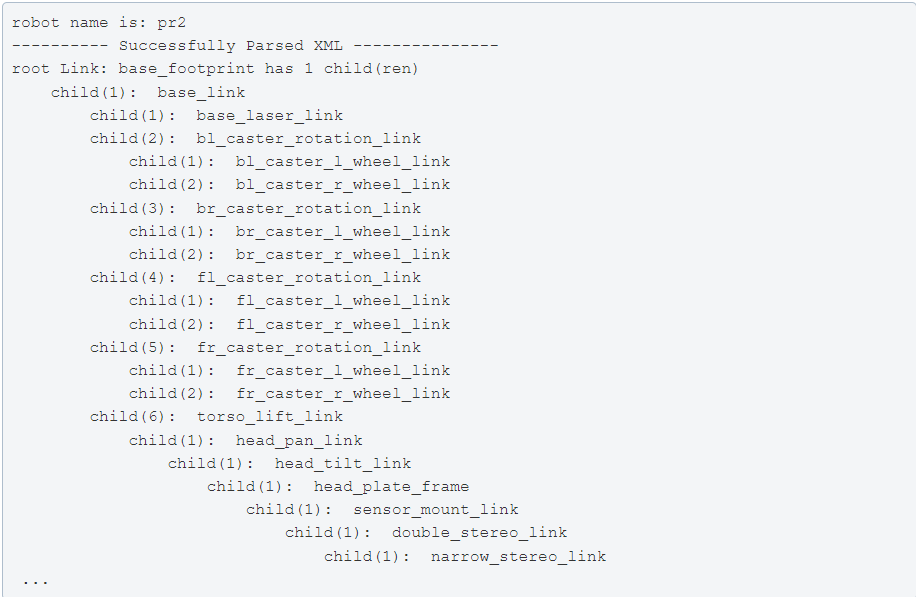 robot name is: pr2
---------- Successfully Parsed XML ---------------
root Link: base_footprint has 1 child(ren)
    child(1):  base_link
        child(1):  base_laser_link
        child(2):  bl_caster_rotation_link
            child(1):  bl_caster_l_wheel_link
            child(2):  bl_caster_r_wheel_link
        child(3):  br_caster_rotation_link
            child(1):  br_caster_l_wheel_link
            child(2):  br_caster_r_wheel_link
        child(4):  fl_caster_rotation_link
            child(1):  fl_caster_l_wheel_link
            child(2):  fl_caster_r_wheel_link
        child(5):  fr_caster_rotation_link
            child(1):  fr_caster_l_wheel_link
            child(2):  fr_caster_r_wheel_link
        child(6):  torso_lift_link
            child(1):  head_pan_link
                child(1):  head_tilt_link
                    child(1):  head_plate_frame
                        child(1):  sensor_mount_link
                            child(1):  double_stereo_link
                                child(1):  narrow_stereo_link
 ...